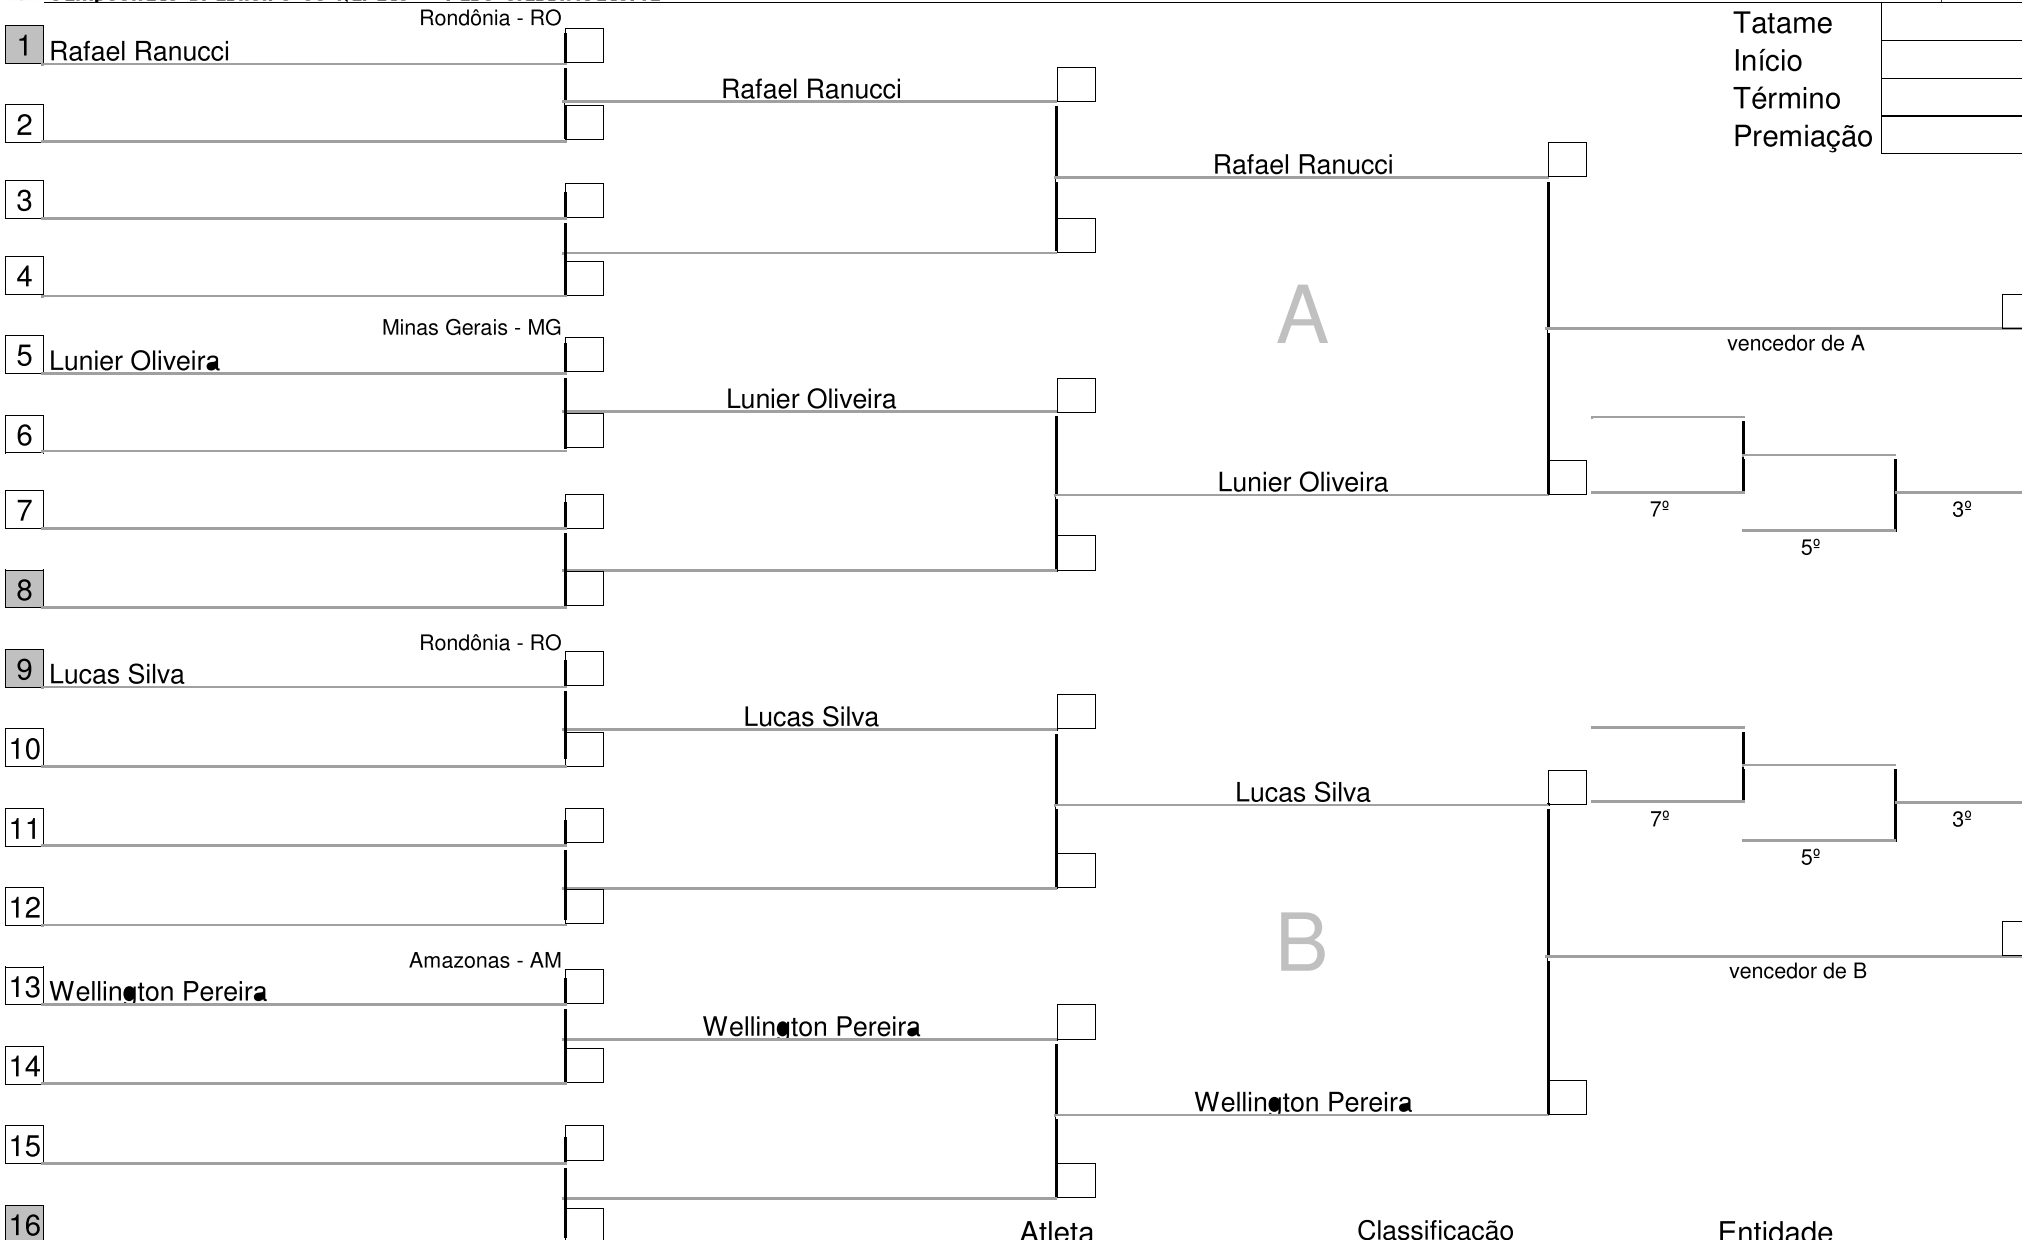 Rondônia - RO
1 Rafael Ranucci
Tatame
Início
Término
Premiação
Rafael Ranucci
2
Rafael Ranucci
3
4
A
Minas Gerais - MG
5 Lunier Oliveira
vencedor de A
Lunier Oliveira
6
Lunier Oliveira
7
7º
3º
5º
8
Rondônia - RO
9 Lucas Silva
Lucas Silva
10
Lucas Silva
11
7º
3º
5º
12
B
Amazonas - AM
13 Wellington Pereira
vencedor de B
Wellington Pereira
14
Wellington Pereira
15
16
Atleta Classificação Entidade